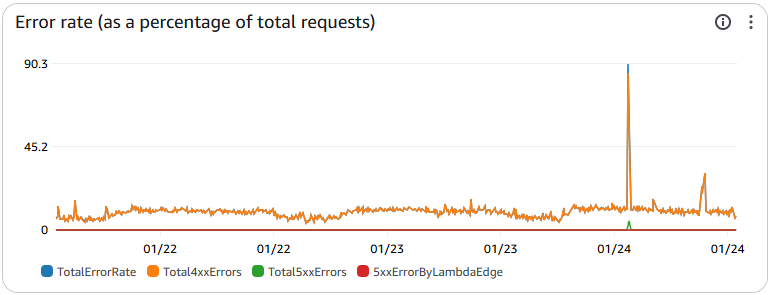 Error rate (as a percentage of total requests)
90.3
45.2
0
01/22 01/22 01/23 01/23 01/24 01/24
TotalErrorRate Total4xxErrors Total5xxErrors 5xxErrorByLambdaEdge